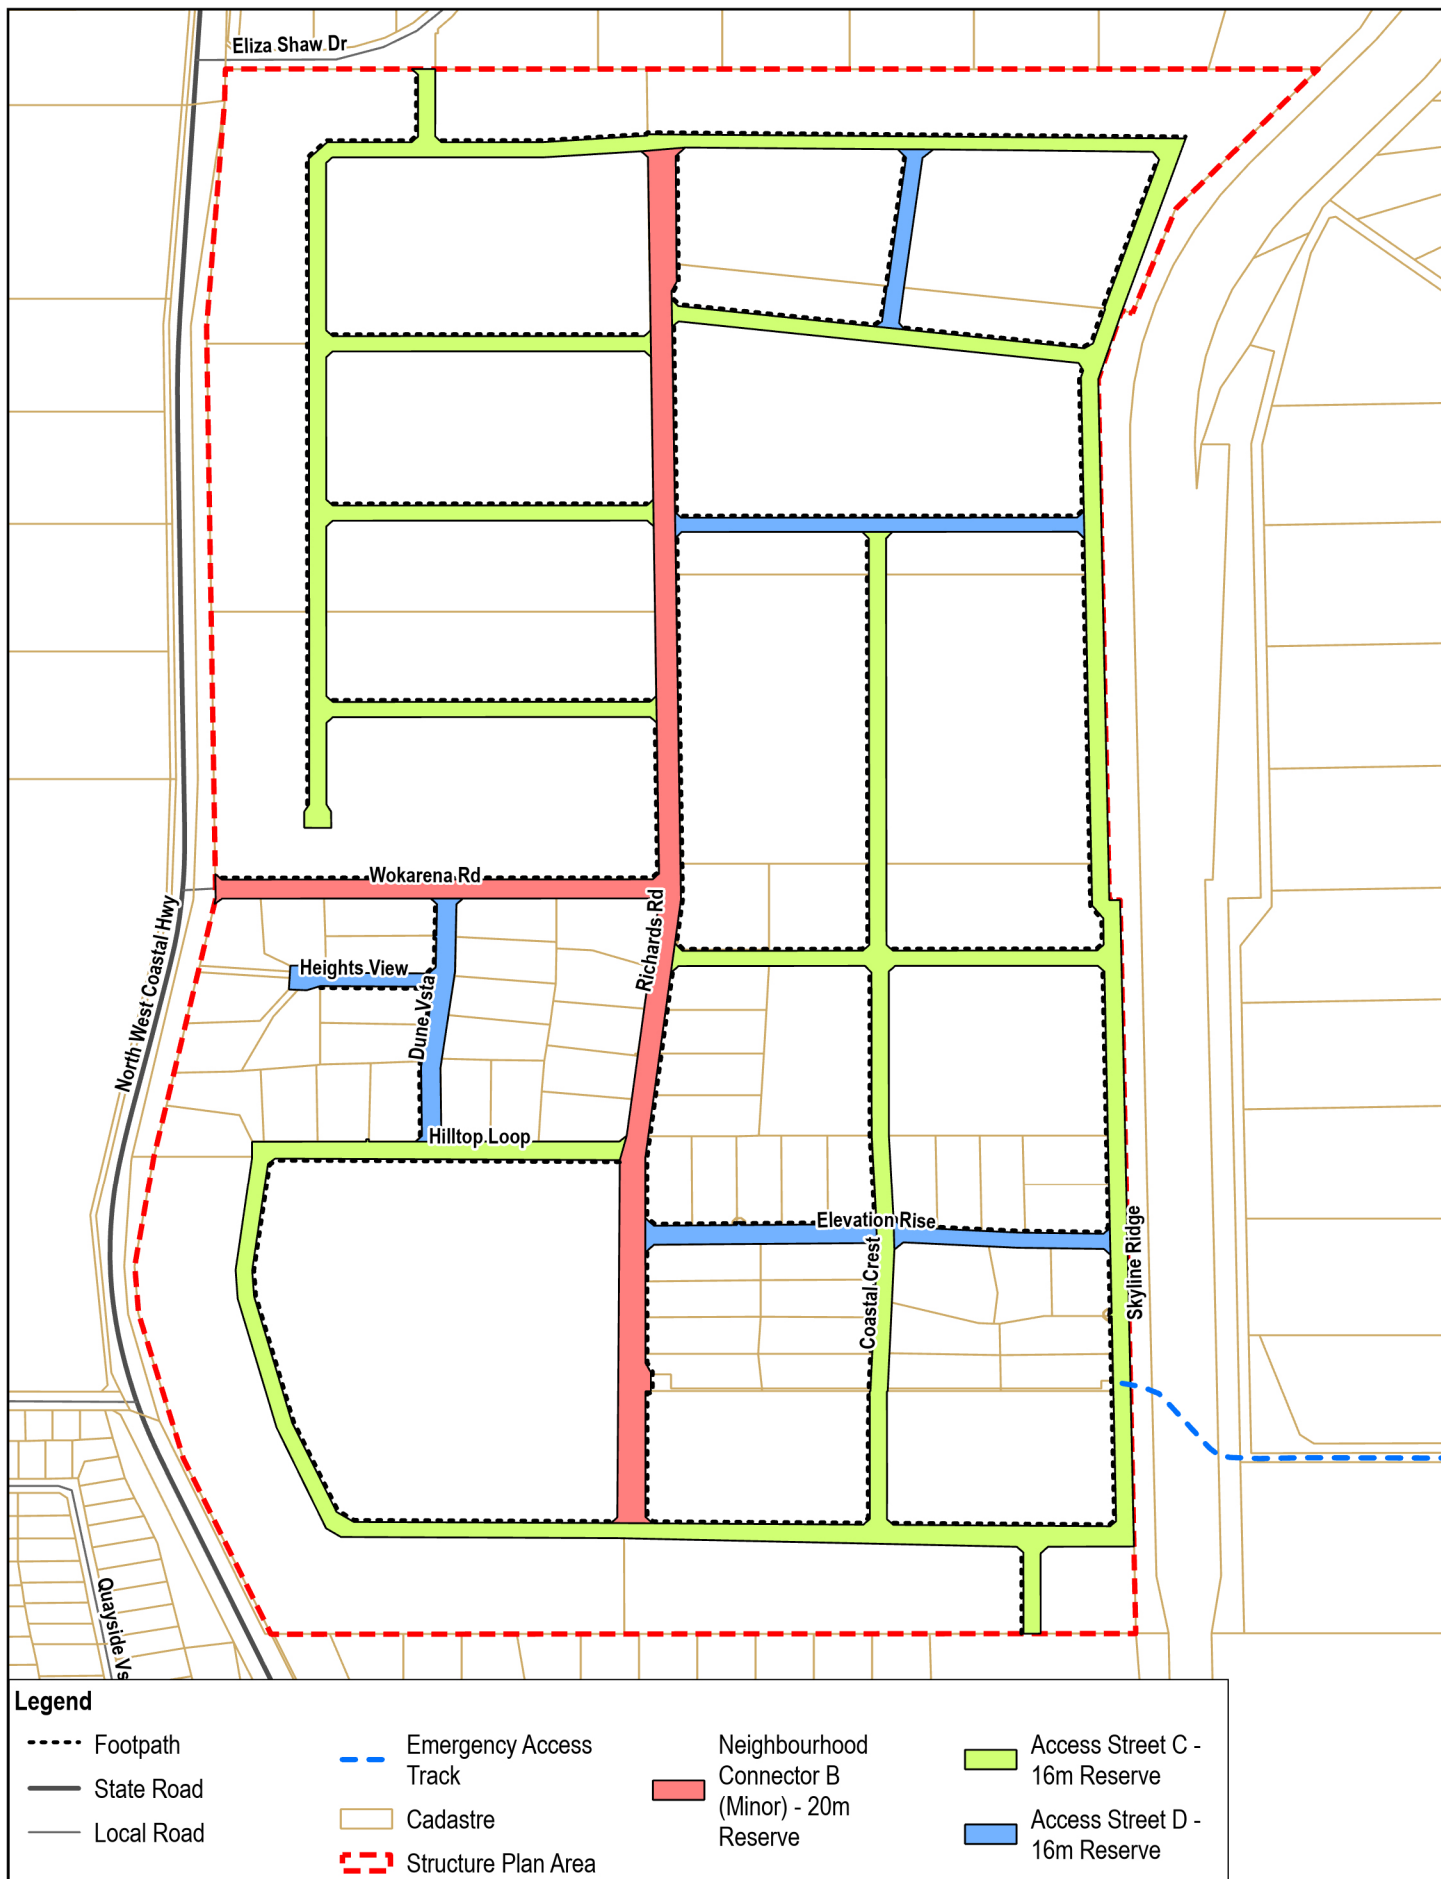 Eliza Shaw Dr
Wokarena Rd
North West Coastal Hwy
Richards Rd
Heights View
Dune Vsta
Hilltop Loop
Elevation Rise
Coastal Crest
Skyline Ridge
Quayside Vs
Legend
Footpath
State Road
Local Road
Emergency Access
Track
Cadastre
Structure Plan Area
Neighbourhood
Connector B
(Minor) - 20m
Reserve
Access Street C -
16m Reserve
Access Street D -
16m Reserve